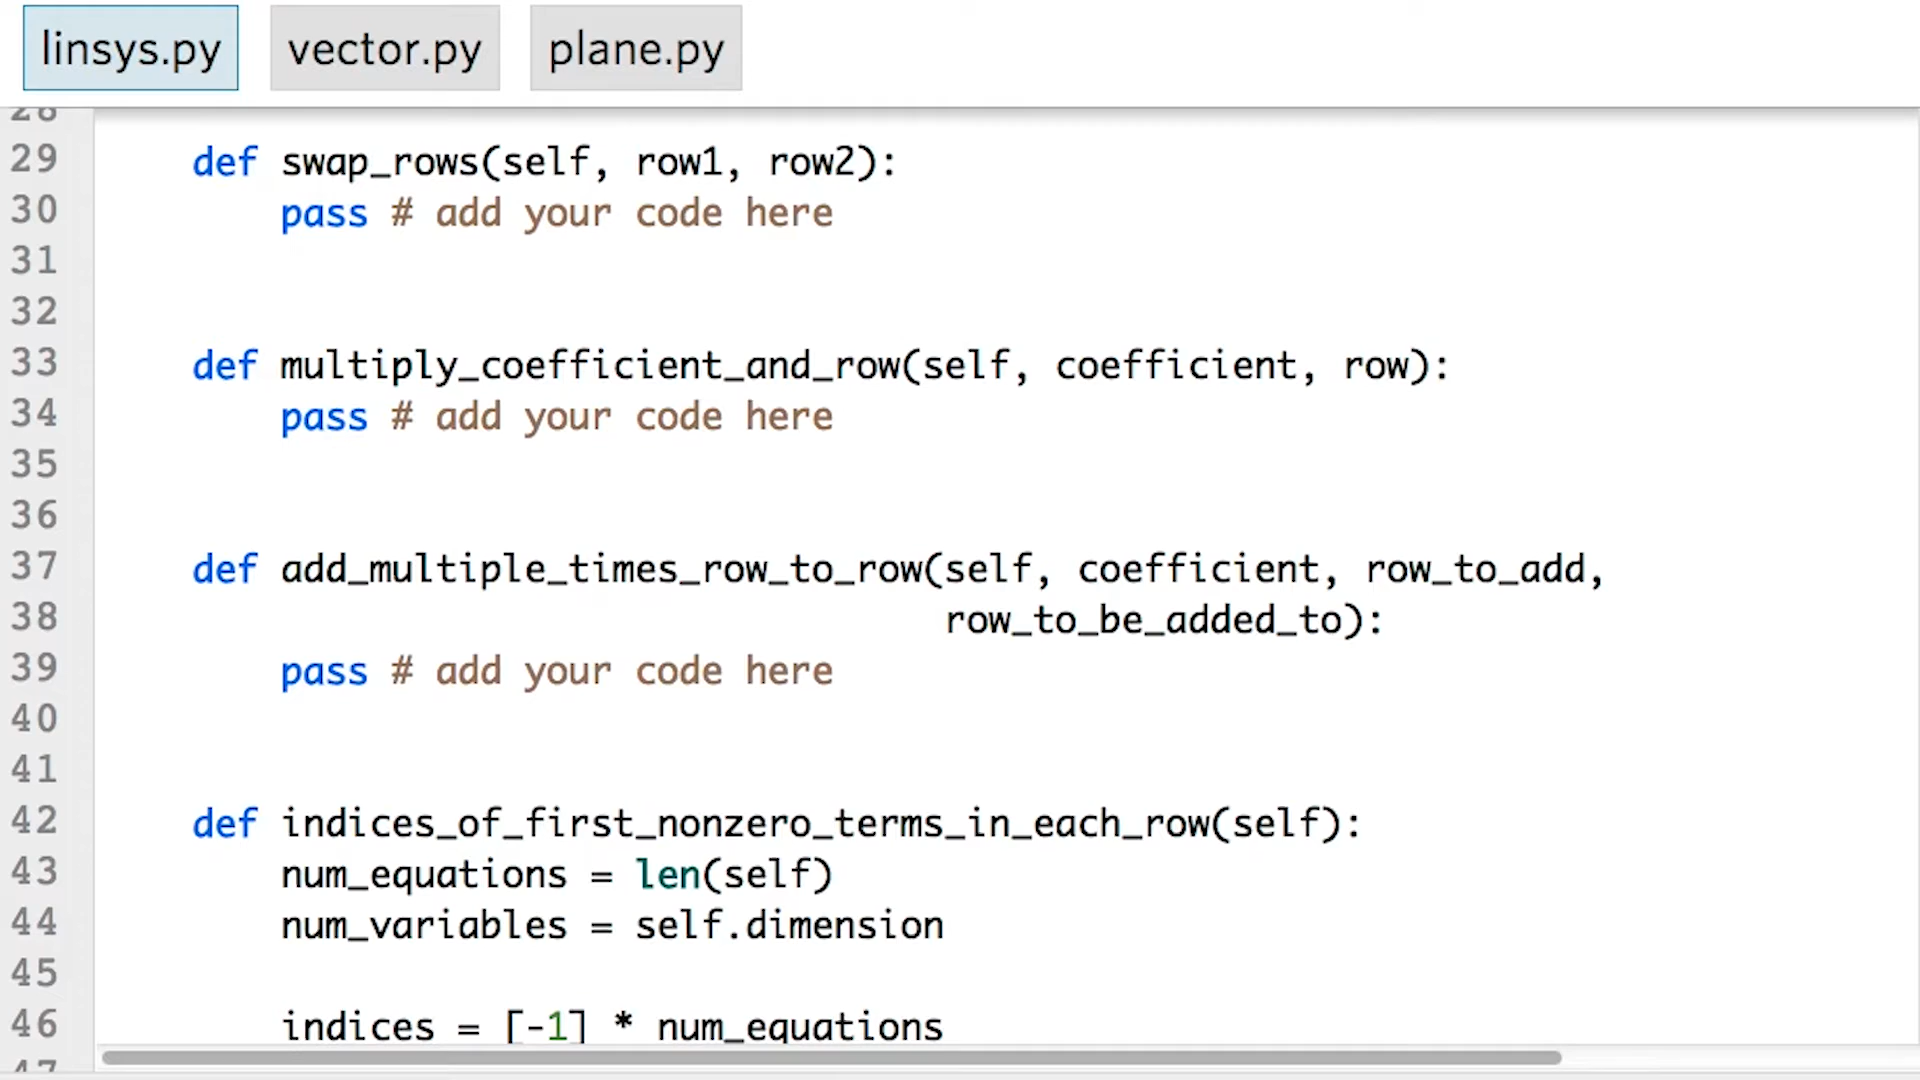 linsys.py vector.py plane.py
28
29 def swap_rows(self, row1, row2):
30 pass # add your code here
31
32
33 def multiply_coefficient_and_row(self, coefficient, row):
34 pass # add your code here
35
36
37 def add_multiple_times_row_to_row(self, coefficient, row_to_add,
38 row_to_be_added_to):
39 pass # add your code here
40
41
42 def indices_of_first_nonzero_terms_in_each_row(self):
43 num_equations = len(self)
44 num_variables = self.dimension
45
46 indices = [-1] * num_equations
47